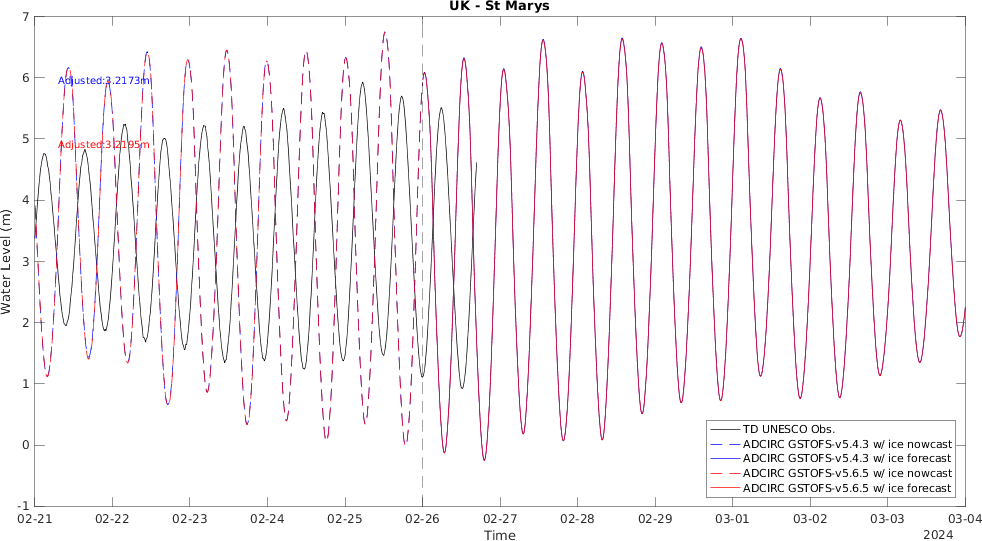 UK - St Marys
7
6
5
4
3
2
1
0
-1
Water Level (m)
Adjusted:3.2173m
Adjusted:3.2195m
TD UNESCO Obs.
ADCIRC GSTOFS-v5.4.3 w/ ice nowcast
ADCIRC GSTOFS-v5.4.3 w/ ice forecast
ADCIRC GSTOFS-v5.6.5 w/ ice nowcast
ADCIRC GSTOFS-v5.6.5 w/ ice forecast
02-21 02-22 02-23 02-24 02-25 02-26 02-27 02-28 02-29 03-01 03-02 03-03 03-04
Time
2024